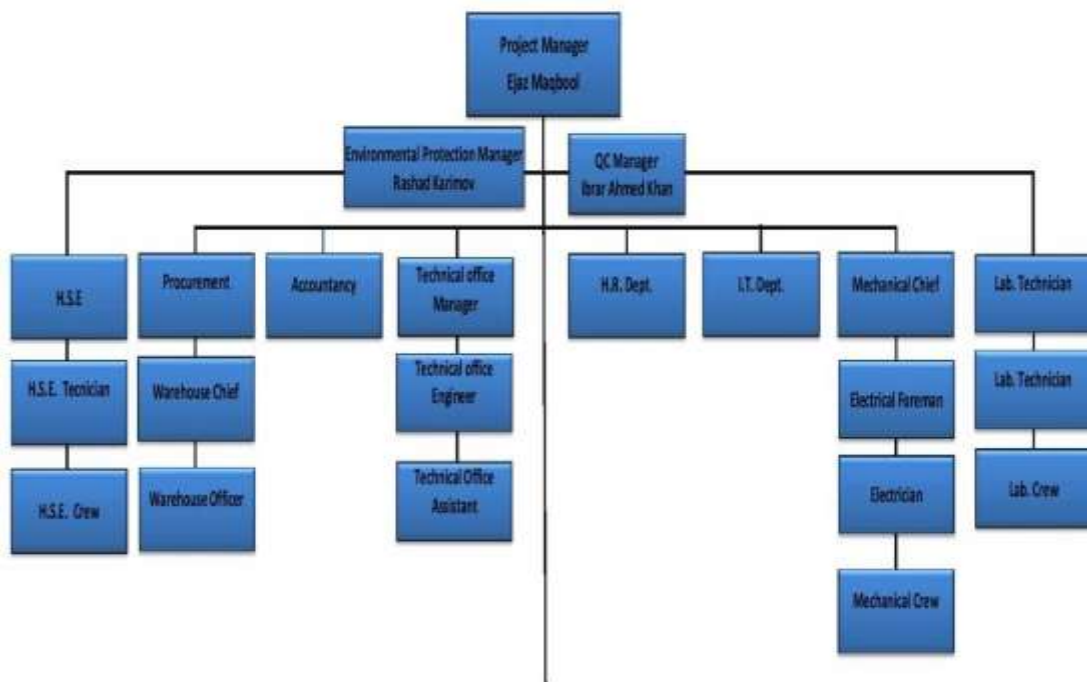 Project Manager
Ejaz Maqbool
Environmental Protection Manager
Rashad Karimov
QC Manager
Ibrar Ahmed Khan
H.S.E
Procurement
Accountancy
Technical office
Manager
H.R. Dept.
I.T. Dept.
Mechanical Chief
Lab. Technician
H.S.E. Tecnician
Warehouse Chief
Technical office
Engineer
Electrical Foreman
Lab. Technician
H.S.E. Crew
Warehouse Officer
Technical Office
Assistant
Electrician
Lab. Crew
Mechanical Crew